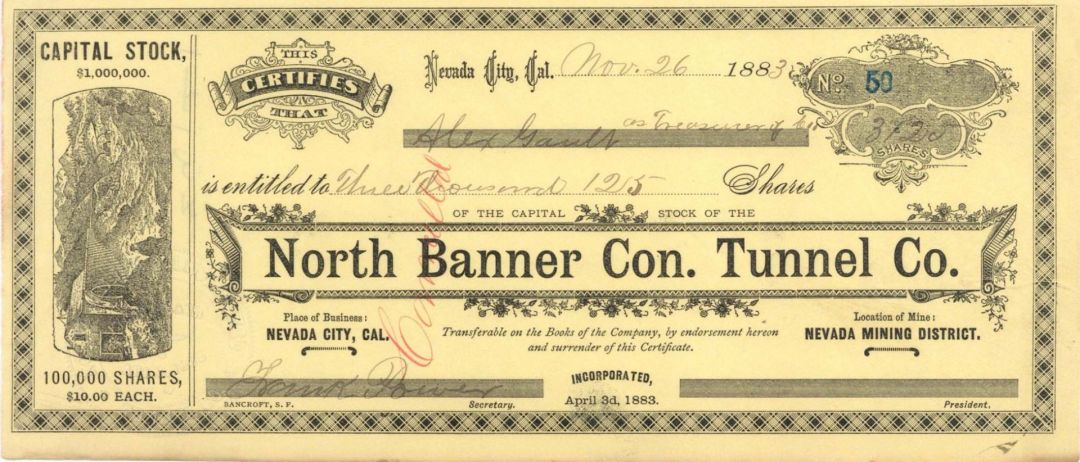 CAPITAL STOCK,
$1,000,000.
100,000 SHARES,
$10.00 EACH.
THIS
CERTIFIES
THAT
Nevada City, Cal. Nov. 26 1883
No. 50
Alex Gault as Treasurer of
3125
SHARES
is entitled to Three Thousand 125 Shares
OF THE CAPITAL STOCK OF THE
North Banner Con. Tunnel Co.
Cancelled
Place of Business:
NEVADA CITY, CAL.
Transferable on the Books of the Company, by endorsement hereon
and surrender of this Certificate.
Location of Mine:
NEVADA MINING DISTRICT.
Frank Power
INCORPORATED,
April 3d, 1883.
BANCROFT, S. F.
Secretary.
President.